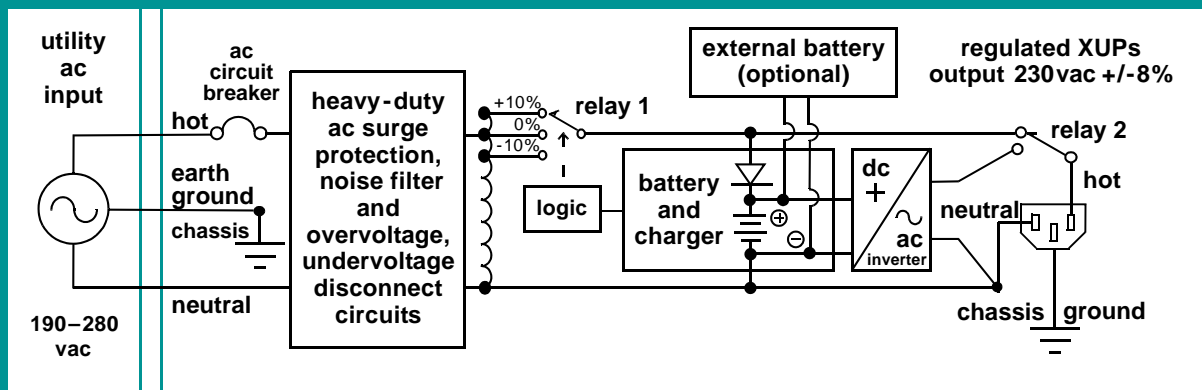 utility
ac
input
ac
circuit
breaker
hot
earth
ground
chassis
neutral
190–280
vac
heavy-duty
ac surge
protection,
noise filter
and
overvoltage,
undervoltage
disconnect
circuits
+10%
0%
-10%
relay 1
logic
external battery
(optional)
battery
and
charger
+
−
dc
+
ac
inverter
regulated XUPs
output 230vac +/-8%
relay 2
hot
neutral
chassis ground